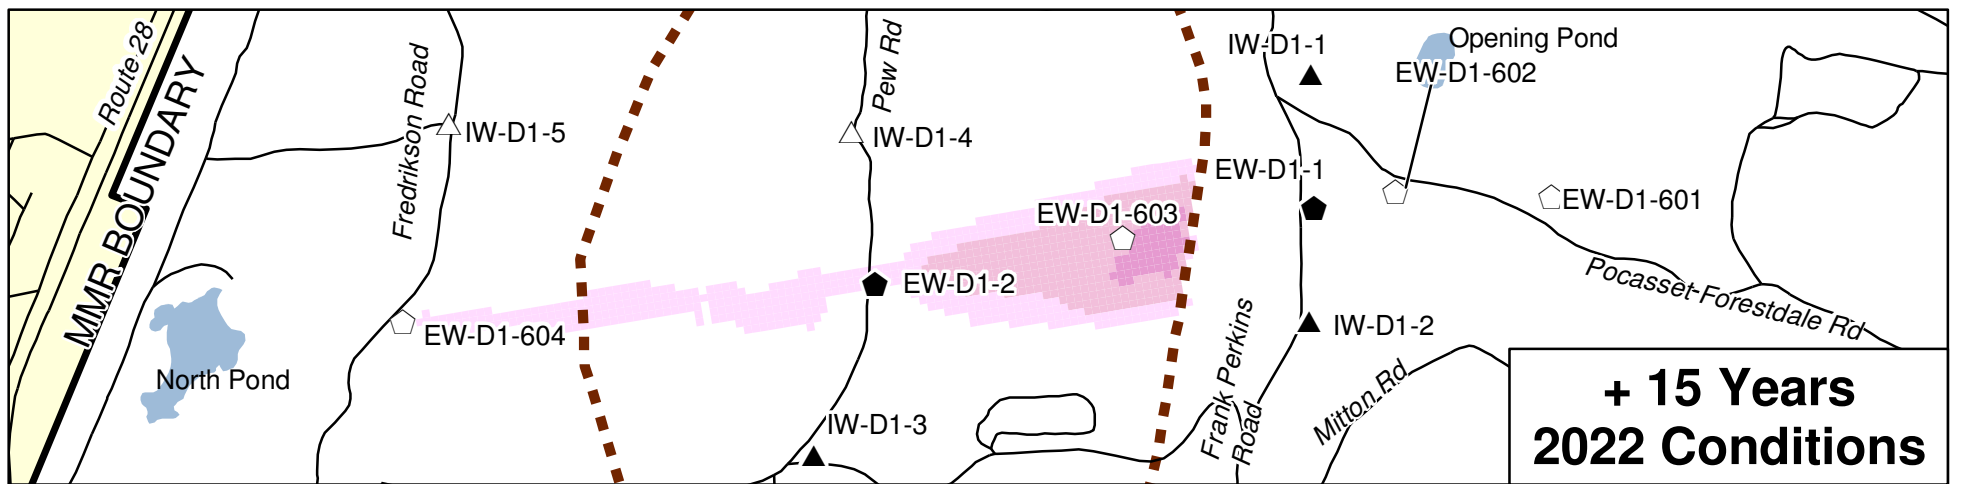 Route 28
MMR BOUNDARY
Fredrikson Road
Pew Rd
IW-D1-1
Opening Pond
EW-D1-602
IW-D1-5
IW-D1-4
EW-D1-1
EW-D1-603
EW-D1-601
EW-D1-2
Pocasset-Forestdale Rd
EW-D1-604
IW-D1-2
North Pond
Frank Perkins
Road
Mitton Rd
IW-D1-3
+ 15 Years
2022 Conditions